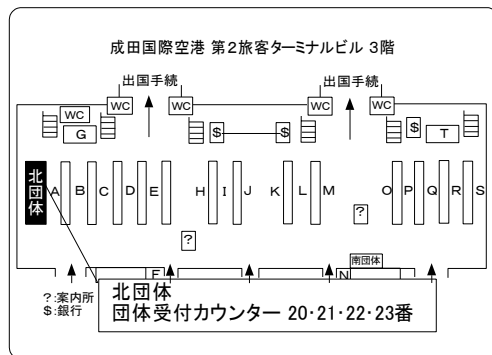 成田国際空港 第2旅客ターミナルビル 3階
出国手続 出国手続
WC WC WC WC
WC $ $ $
G T
北団体 A B C D E H I J K L M O P Q R S
?
?
南団体
F N
?:案内所
$:銀行
北団体
団体受付カウンター 20・21・22・23番